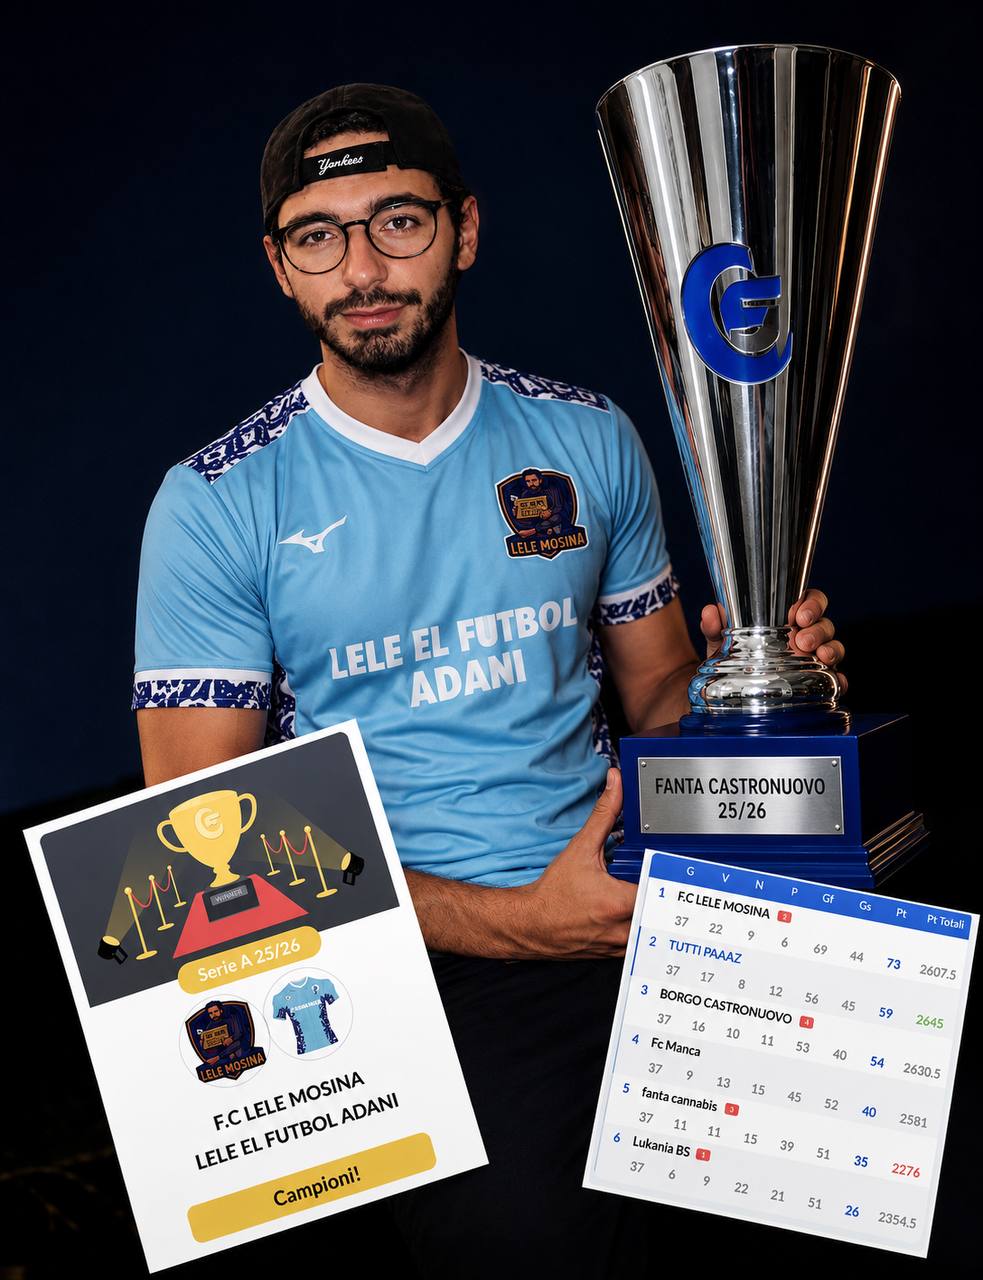 Yankees
LELE MOSINA
LELE EL FUTBOL
ADANI
FANTA CASTRONUOVO
25/26
WINNER
Serie A 25/26
LELE MOSINA
F.C LELE MOSINA
LELE EL FUTBOL ADANI
Campioni!
G V N P Gf Gs Pt Pt Totali
1 F.C LELE MOSINA 2
37 22 9 6 69 44 73 2607.5
2 TUTTI PAAAZ
37 17 8 12 56 45 59 2645
3 BORGO CASTRONUOVO -4
37 16 10 11 53 40 54 2630.5
4 Fc Manca
37 9 13 15 45 52 40 2581
5 fanta cannabis 3
37 11 11 15 39 51 35 2276
6 Lukania BS 1
37 6 9 22 21 51 26 2354.5